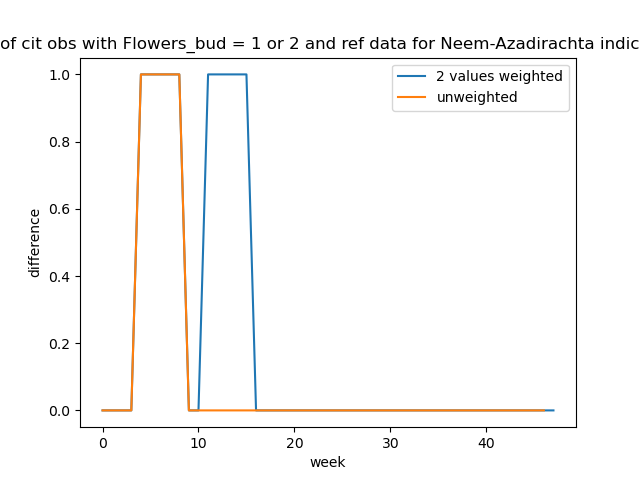 of cit obs with Flowers_bud = 1 or 2 and ref data for Neem-Azadirachta indic
2 values weighted
unweighted
1.0
0.8
0.6
0.4
0.2
0.0
difference
0 10 20 30 40
week